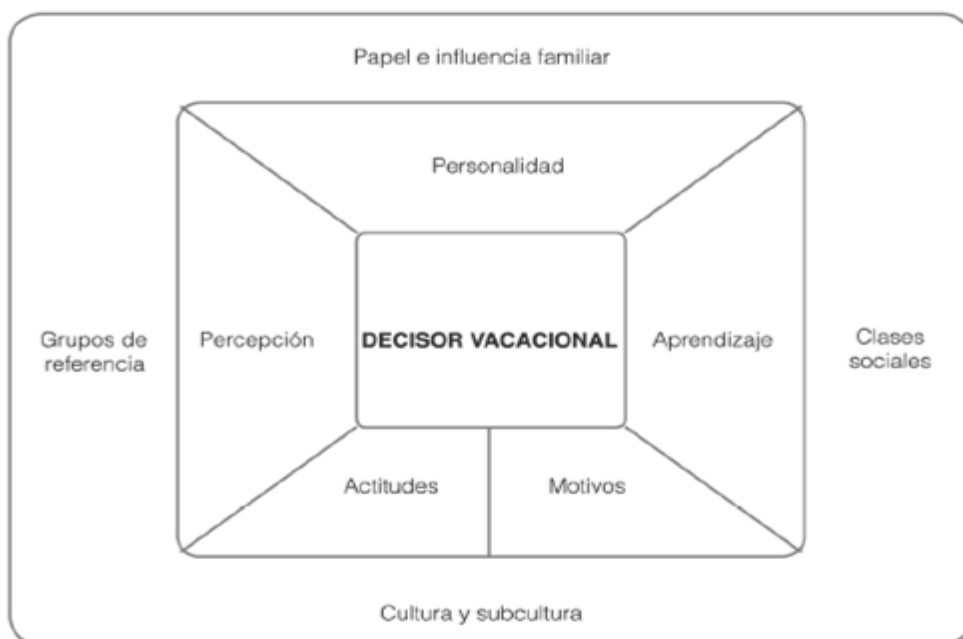 Papel e influencia familiar
Personalidad
Grupos de
referencia
Percepción
DECISOR VACACIONAL
Aprendizaje
Clases
sociales
Actitudes
Motivos
Cultura y subcultura